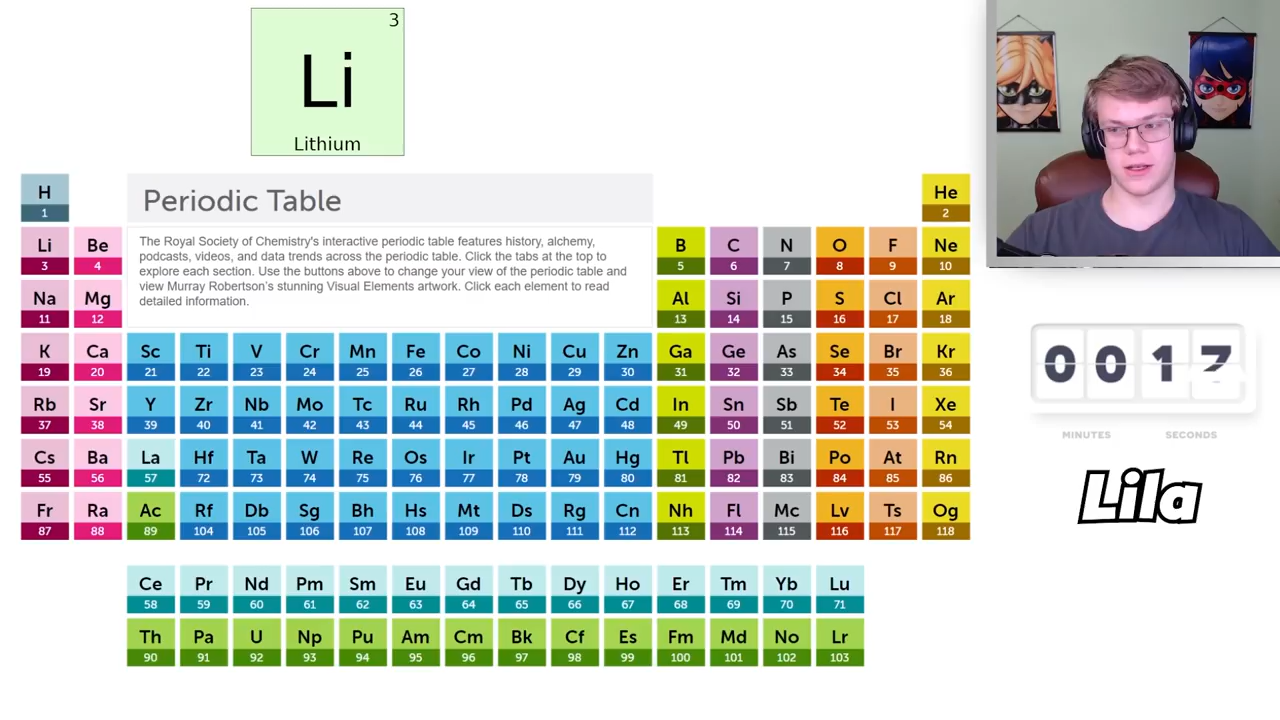 3
Li
Lithium
H He
1 2
Periodic Table
Li Be B C N O F Ne
3 4 5 6 7 8 9 10
The Royal Society of Chemistry's interactive periodic table features history, alchemy,
podcasts, videos, and data trends across the periodic table. Click the tabs at the top to
explore each section. Use the buttons above to change your view of the periodic table and
view Murray Robertson's stunning Visual Elements artwork. Click each element to read
detailed information.
Na Mg Al Si P S Cl Ar
11 12 13 14 15 16 17 18
K Ca Sc Ti V Cr Mn Fe Co Ni Cu Zn Ga Ge As Se Br Kr
19 20 21 22 23 24 25 26 27 28 29 30 31 32 33 34 35 36
Rb Sr Y Zr Nb Mo Tc Ru Rh Pd Ag Cd In Sn Sb Te I Xe
37 38 39 40 41 42 43 44 45 46 47 48 49 50 51 52 53 54
Cs Ba La Hf Ta W Re Os Ir Pt Au Hg Tl Pb Bi Po At Rn
55 56 57 72 73 74 75 76 77 78 79 80 81 82 83 84 85 86
Fr Ra Ac Rf Db Sg Bh Hs Mt Ds Rg Cn Nh Fl Mc Lv Ts Og
87 88 89 104 105 106 107 108 109 110 111 112 113 114 115 116 117 118
Ce Pr Nd Pm Sm Eu Gd Tb Dy Ho Er Tm Yb Lu
58 59 60 61 62 63 64 65 66 67 68 69 70 71
Th Pa U Np Pu Am Cm Bk Cf Es Fm Md No Lr
90 91 92 93 94 95 96 97 98 99 100 101 102 103
0 0 1
MINUTES SECONDS
Lila